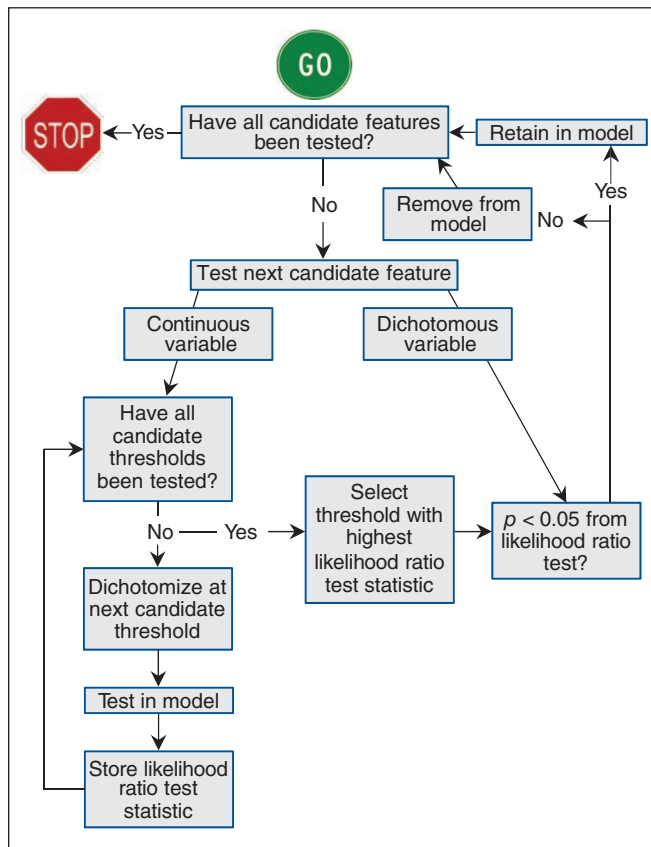 GO
STOP
Yes
Have all candidate features
been tested?
Retain in model
Yes
No
Remove from
model
No
Test next candidate feature
Continuous
variable
Dichotomous
variable
Have all
candidate
thresholds
been tested?
No
Yes
Select
threshold with
highest
likelihood ratio
test statistic
p < 0.05 from
likelihood ratio
test?
Dichotomize at
next candidate
threshold
Test in model
Store likelihood
ratio test
statistic